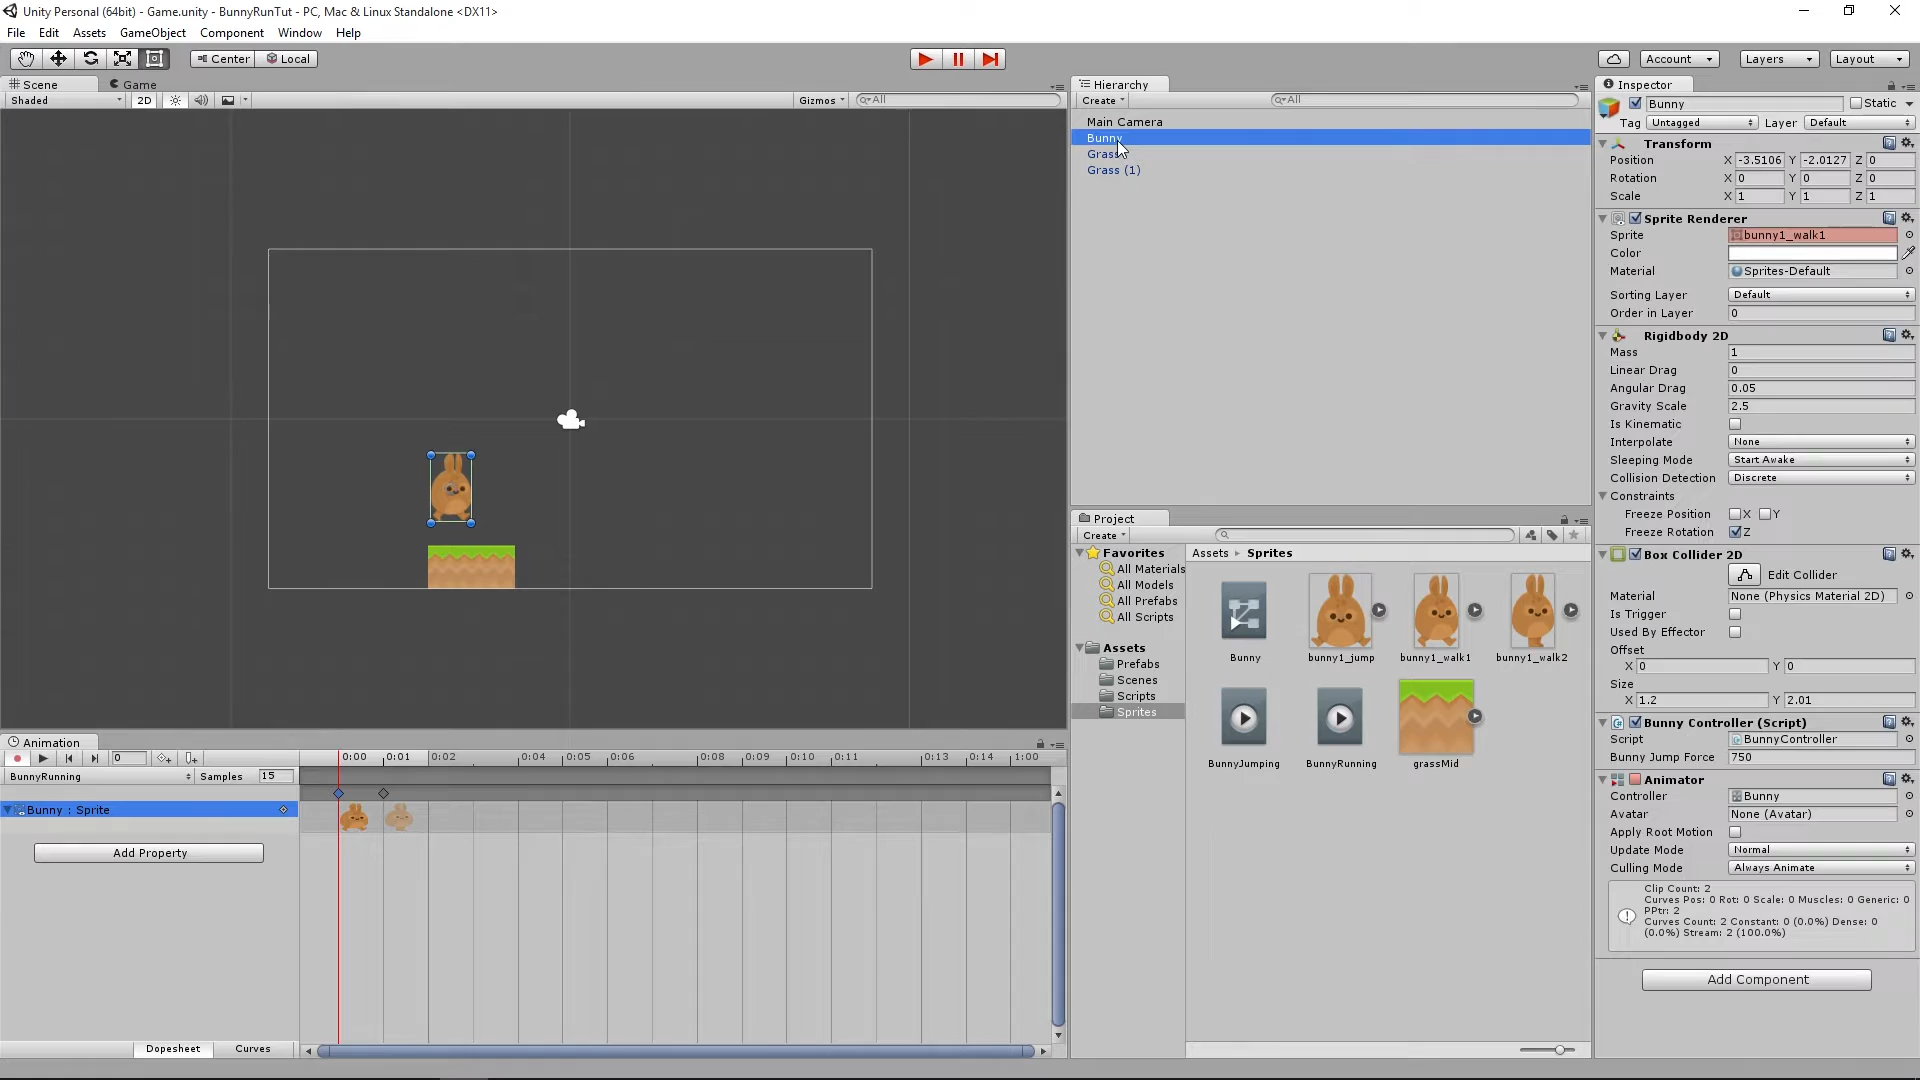 Unity Personal (64bit) - Game.unity - BunnyRunTut - PC, Mac & Linux Standalone <DX11>
File Edit Assets GameObject Component Window Help
Center Local Account Layers Layout
Scene Game
Shaded 2D Gizmos All
Hierarchy
Create All
Main Camera
Bunny
Grass
Grass (1)
Inspector
Bunny Static
Tag Untagged Layer Default
Transform
Position X -3.5106 Y -2.0127 Z 0
Rotation X 0 Y 0 Z 0
Scale X 1 Y 1 Z 1
Sprite Renderer
Sprite bunny1_walk1
Color
Material Sprites-Default
Sorting Layer Default
Order in Layer 0
Rigidbody 2D
Mass 1
Linear Drag 0
Angular Drag 0.05
Gravity Scale 2.5
Is Kinematic
Interpolate None
Sleeping Mode Start Awake
Collision Detection Discrete
Constraints
Freeze Position X Y
Freeze Rotation Z
Box Collider 2D
Edit Collider
Material None (Physics Material 2D)
Is Trigger
Used By Effector
Offset
X 0 Y 0
Size
X 1.2 Y 2.01
Bunny Controller (Script)
Script BunnyController
Bunny Jump Force 750
Animator
Controller Bunny
Avatar None (Avatar)
Apply Root Motion
Update Mode Normal
Culling Mode Always Animate
Clip Count: 2
Curves Pos: 0 Rot: 0 Scale: 0 Muscles: 0 Generic: 0
PPtr: 2
Curves Count: 2 Constant: 0 (0.0%) Dense: 0
(0.0%) Stream: 2 (100.0%)
Add Component
Project
Create
Favorites
All Materials
All Models
All Prefabs
All Scripts
Assets
Prefabs
Scenes
Scripts
Sprites
Assets Sprites
Bunny bunny1_jump bunny1_walk1 bunny1_walk2
BunnyJumping BunnyRunning grassMid
Animation
0 0:00 0:01 0:02 0:04 0:05 0:06 0:08 0:09 0:10 0:11 0:13 0:14 1:00
BunnyRunning Samples 15
Bunny : Sprite
Add Property
Dopesheet Curves